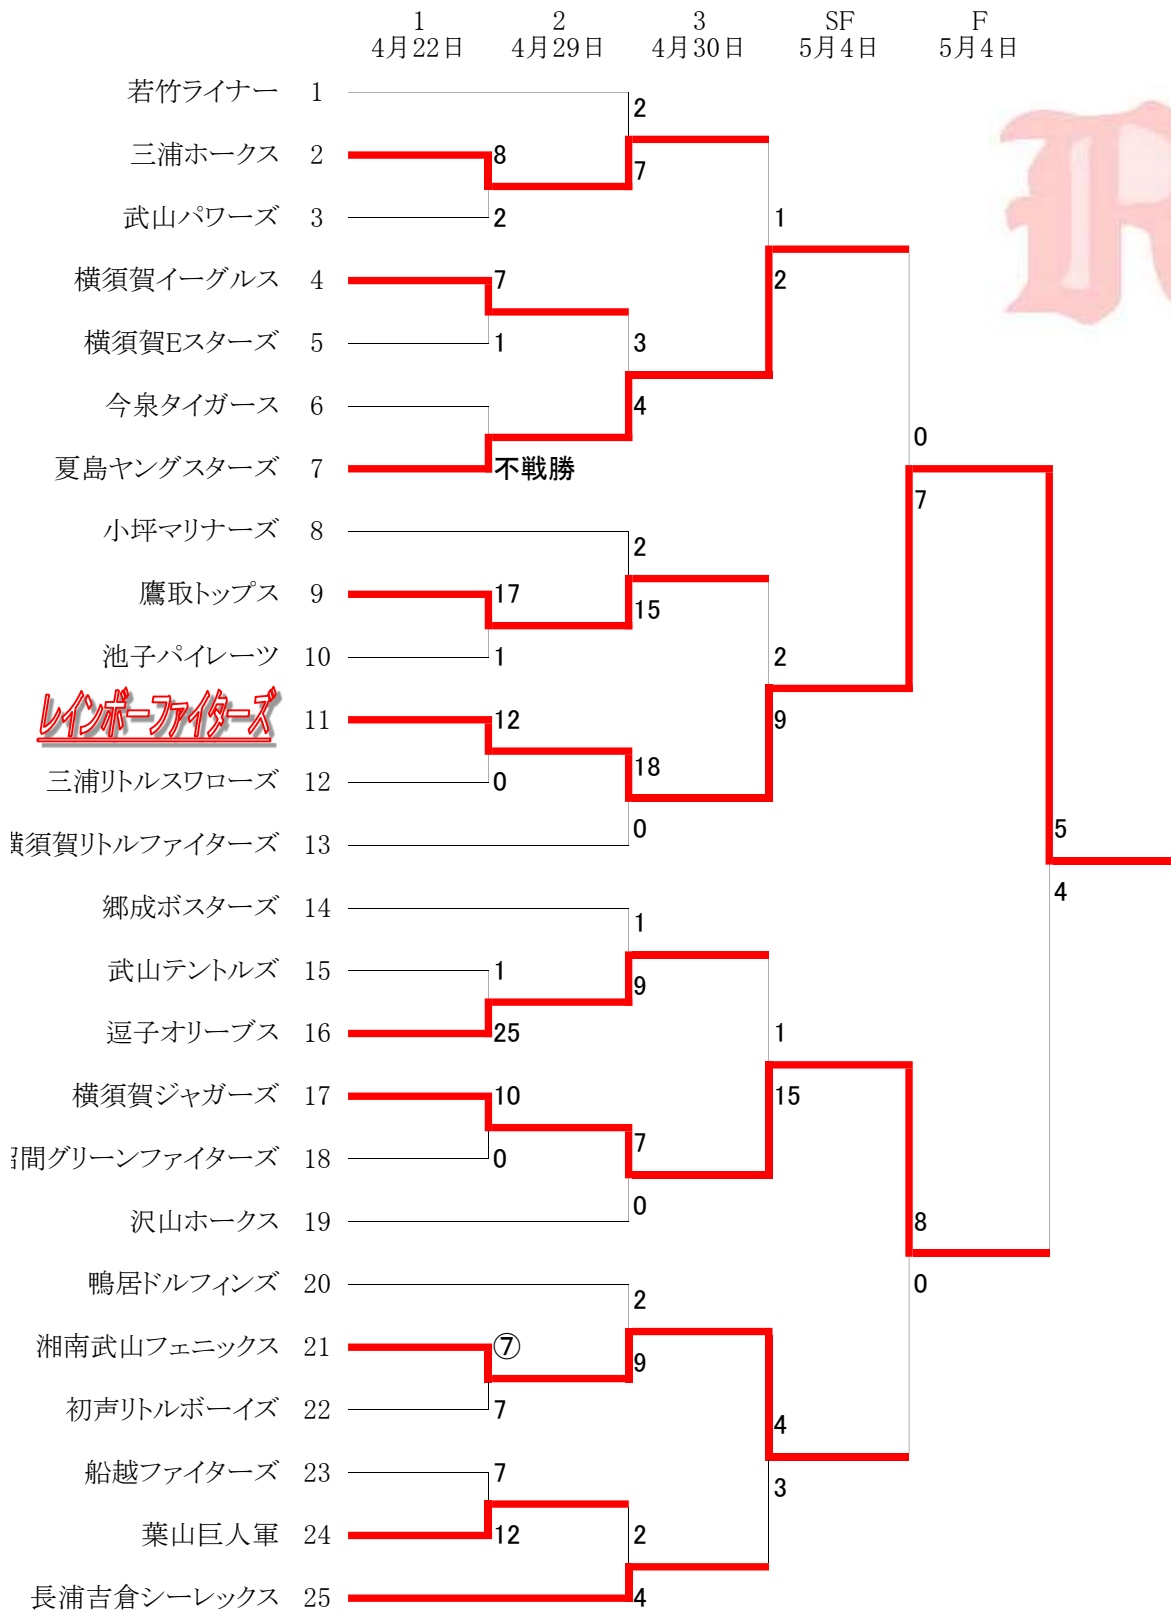 1 2 3 SF F
4月22日 4月29日 4月30日 5月4日 5月4日
若竹ライナー 1
2
三浦ホークス 2 8
7
武山パワーズ 3 2
1
横須賀イーグルス 4 7
2
横須賀Eスターズ 5 1
3
今泉タイガース 6
4
0
夏島ヤングスターズ 7 不戦勝
7
小坪マリナーズ 8
2
鷹取トップス 9 17
15
池子パイレーツ 10 1
2
レインボーファイターズ 11 12
9
18
三浦リトルスワローズ 12 0
0
5
横須賀リトルファイターズ 13
4
郷成ボスターズ 14
1
武山テントルズ 15 1
9
逗子オリーブス 16 25
1
横須賀ジャガーズ 17 10
15
7
間グリーンファイターズ 18 0
0
沢山ホークス 19
8
鴨居ドルフィンズ 20
0
2
湘南武山フェニックス 21 ⑦
9
初声リトルボーイズ 22 7
4
船越ファイターズ 23 7
3
葉山巨人軍 24 12
2
長浦吉倉シーレックス 25
4